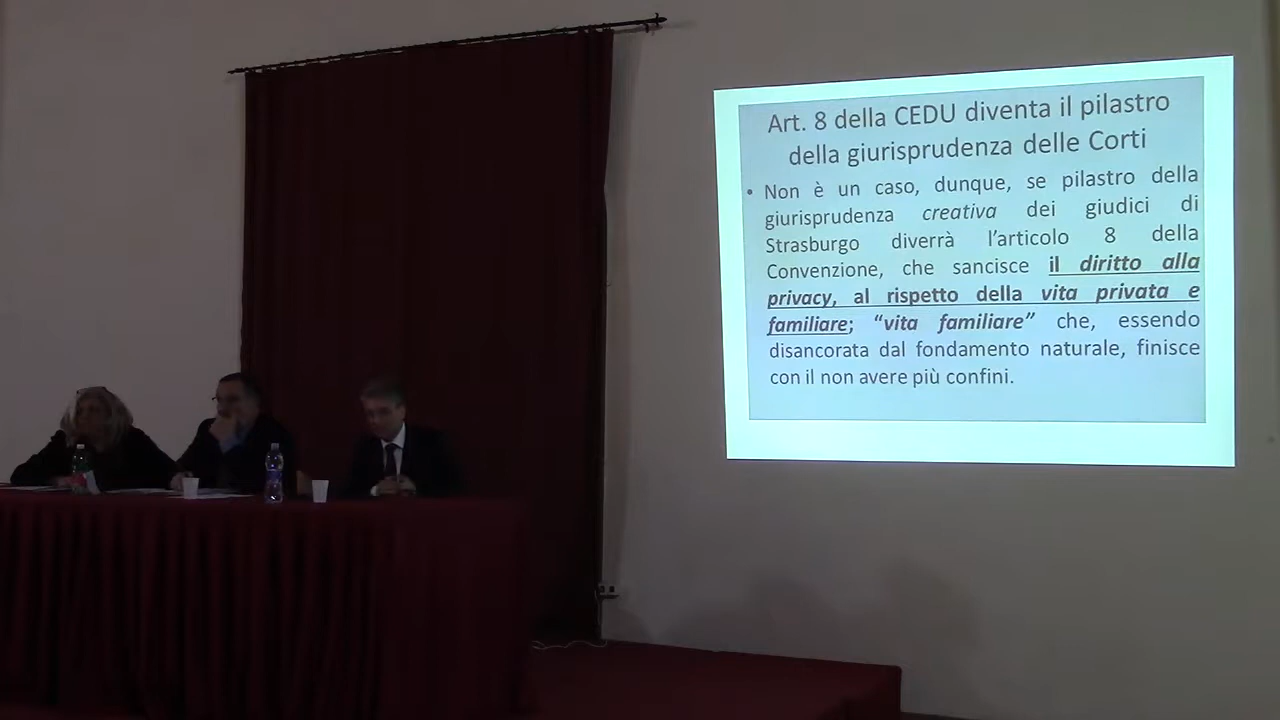 Art. 8 della CEDU diventa il pilastro
della giurisprudenza delle Corti
• Non è un caso, dunque, se pilastro della
giurisprudenza creativa dei giudici di
Strasburgo diverrà l’articolo 8 della
Convenzione, che sancisce il diritto alla
privacy, al rispetto della vita privata e
familiare; “vita familiare” che, essendo
disancorata dal fondamento naturale, finisce
con il non avere più confini.